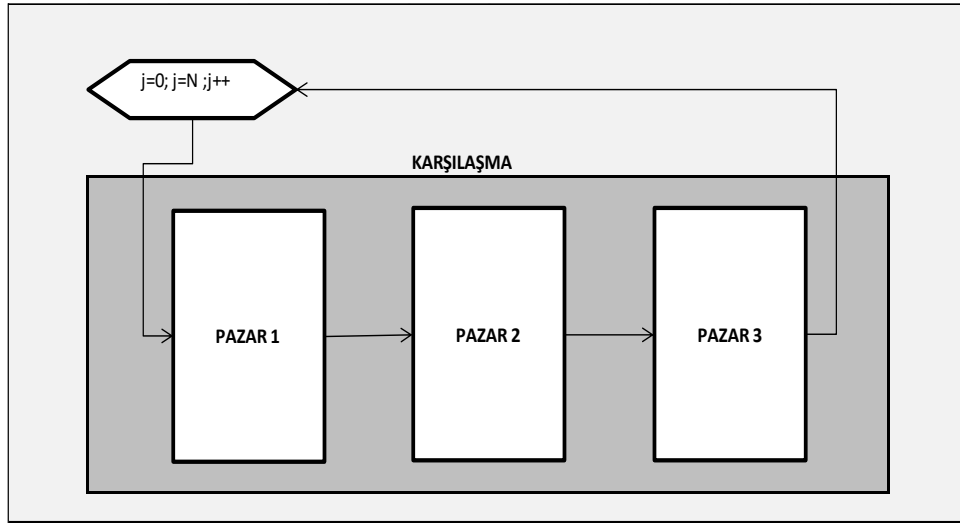 j=0; j=N ;j++
KARŞILAŞMA
PAZAR 1
PAZAR 2
PAZAR 3